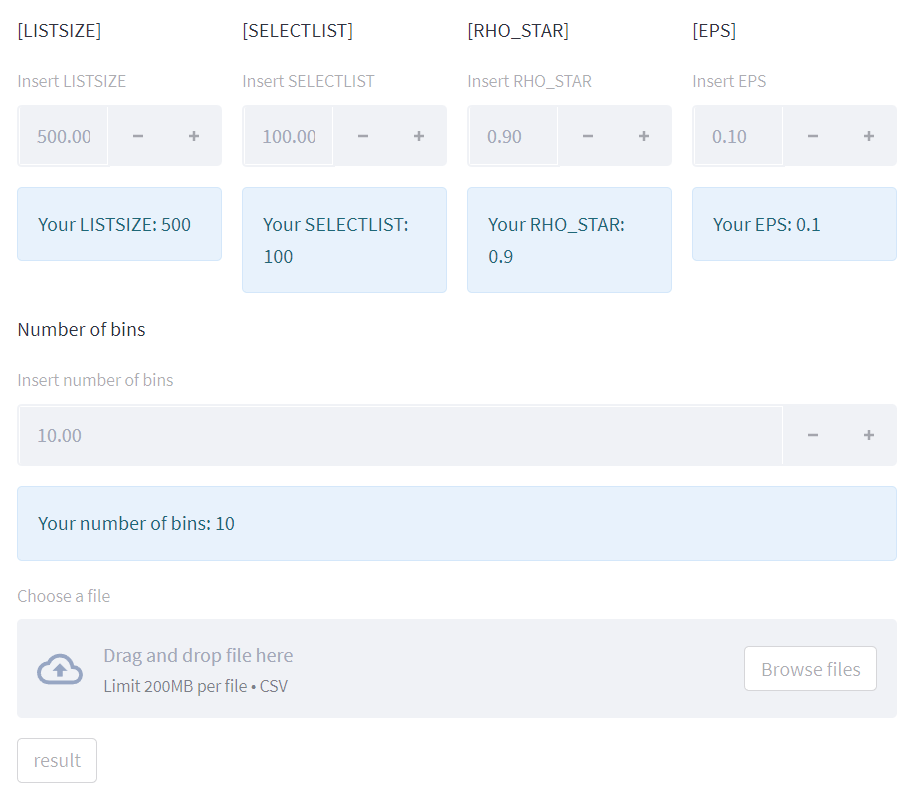 [LISTSIZE]
[SELECTLIST]
[RHO_STAR]
[EPS]
Insert LISTSIZE
Insert SELECTLIST
Insert RHO_STAR
Insert EPS
500.00 − +
100.00 − +
0.90 − +
0.10 − +
Your LISTSIZE: 500
Your SELECTLIST:
100
Your RHO_STAR:
0.9
Your EPS: 0.1
Number of bins
Insert number of bins
10.00 − +
Your number of bins: 10
Choose a file
Drag and drop file here
Limit 200MB per file • CSV
Browse files
result